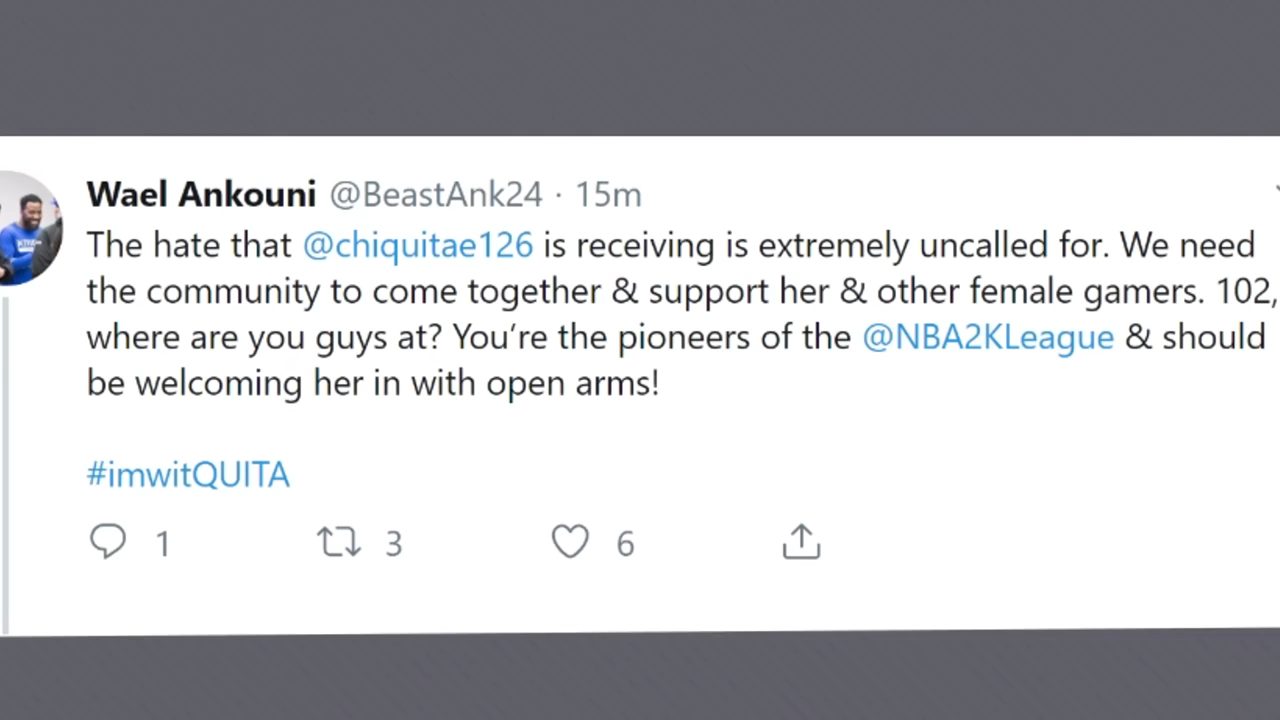 Wael Ankouni @BeastAnk24 · 15m
The hate that @chiquitae126 is receiving is extremely uncalled for. We need
the community to come together & support her & other female gamers. 102,
where are you guys at? You’re the pioneers of the @NBA2KLeague & should
be welcoming her in with open arms!
#imwitQUITA
1 3 6